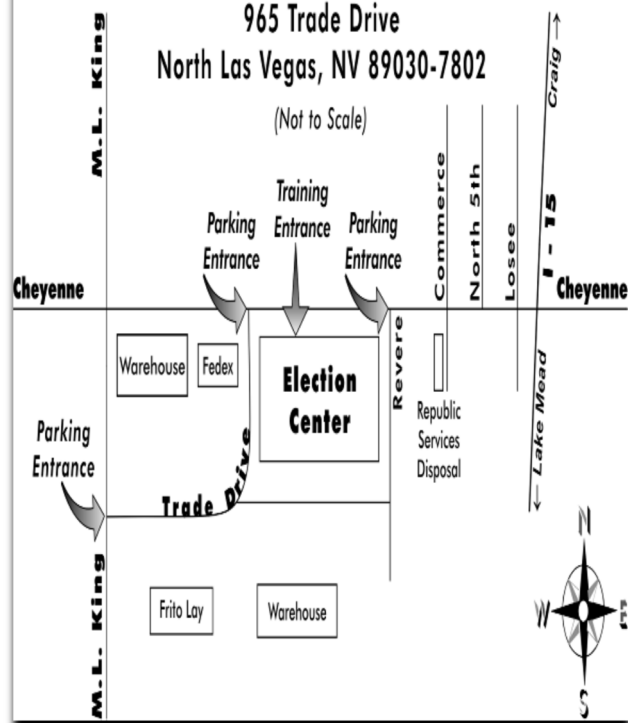 965 Trade Drive
North Las Vegas, NV 89030-7802
(Not to Scale)
M.L. King
Craig
Training
Entrance
Parking
Entrance
Parking
Entrance
Commerce
North 5th
Losee
I - 15
Cheyenne
Cheyenne
Warehouse
Fedex
Election
Center
Revere
Republic
Services
Disposal
Lake Mead
Parking
Entrance
Trade Drive
M.L. King
Frito Lay
Warehouse
N
W
E
S